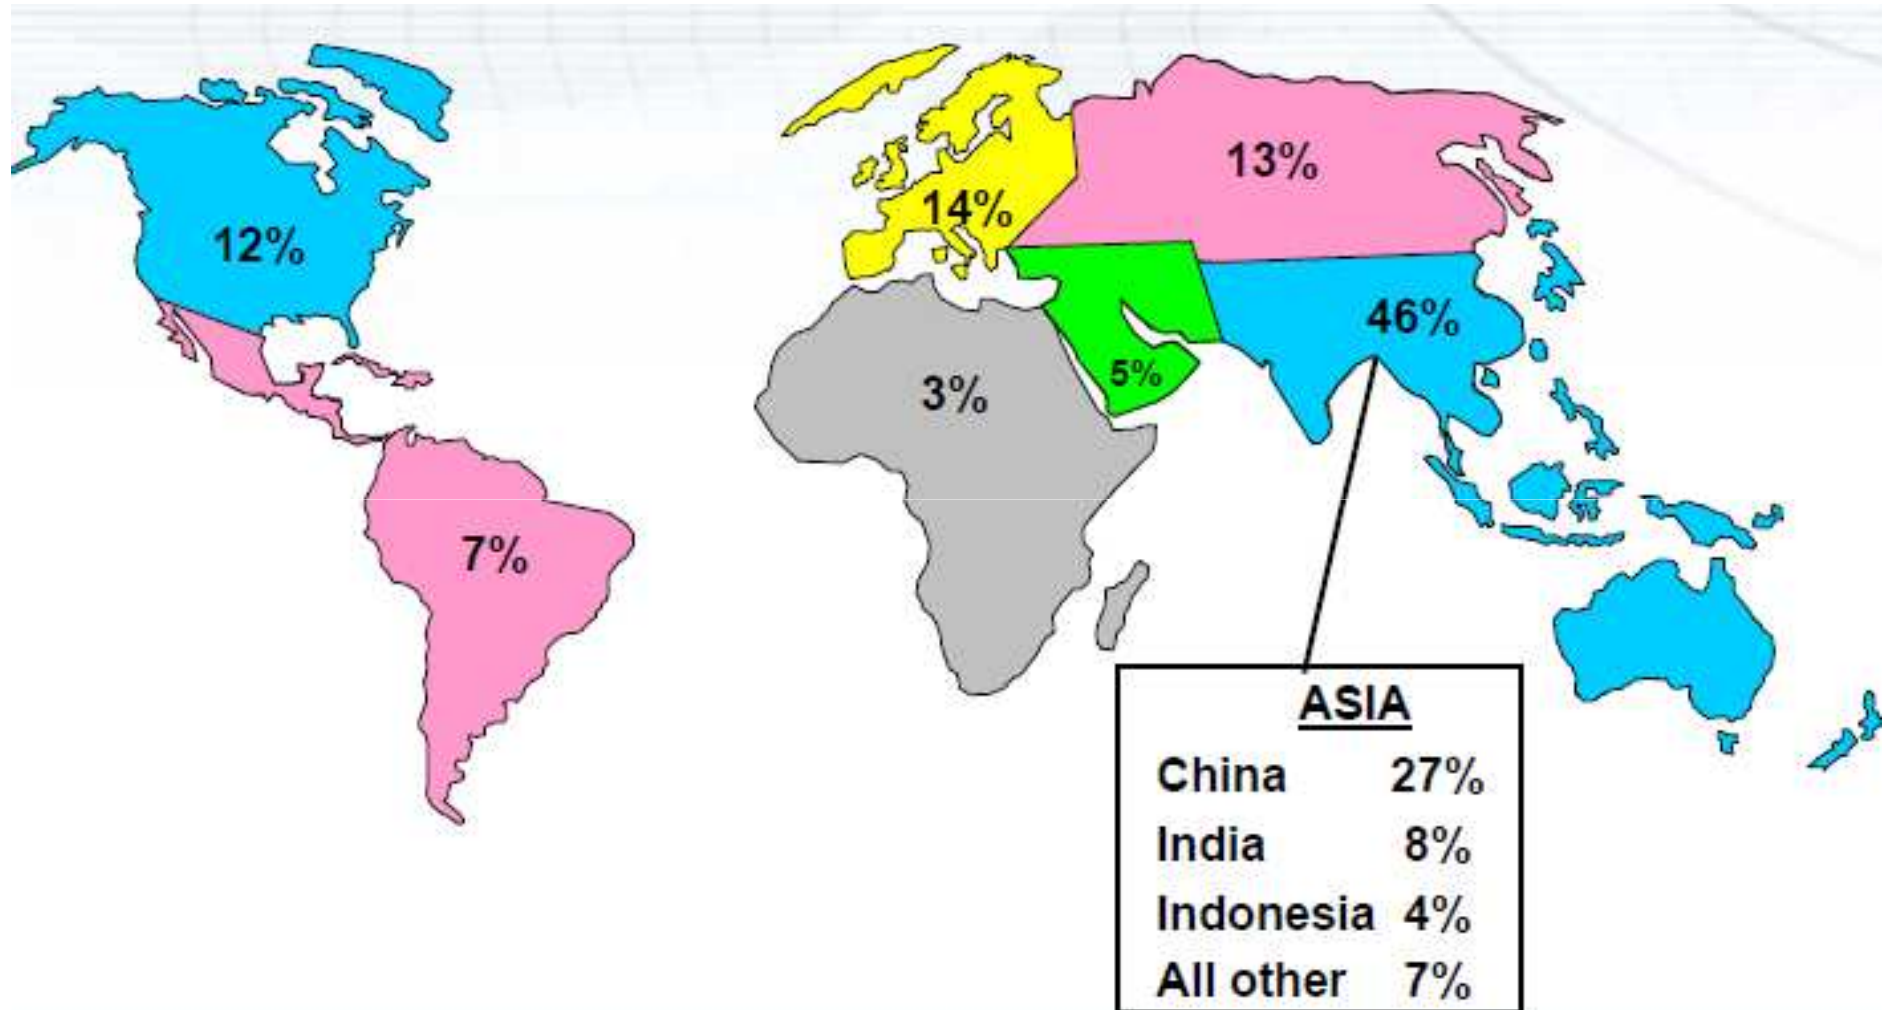 12%
14%
13%
46%
5%
3%
7%
ASIA
China 27%
India 8%
Indonesia 4%
All other 7%